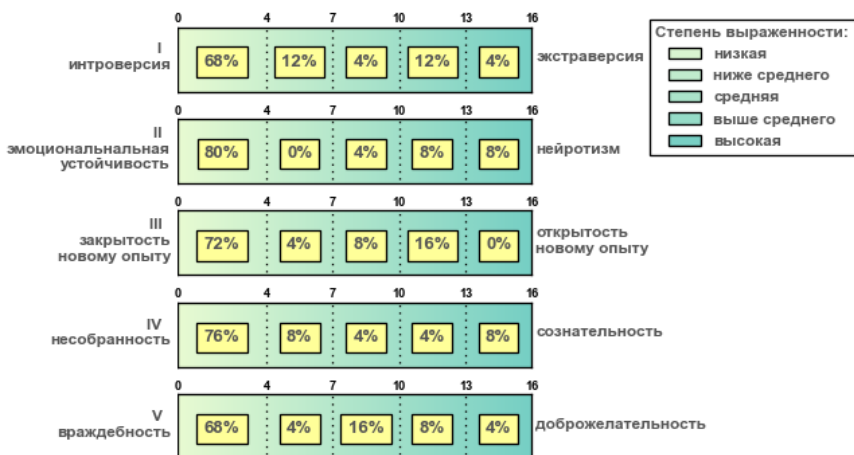 0 4 7 10 13 16
I
интроверсия
68% 12% 4% 12% 4%
экстраверсия
0 4 7 10 13 16
II
эмоциональнальная
устойчивость
80% 0% 4% 8% 8%
нейротизм
0 4 7 10 13 16
III
закрытость
новому опыту
72% 4% 8% 16% 0%
открытость
новому опыту
0 4 7 10 13 16
IV
несобранность
76% 8% 4% 4% 8%
сознательность
0 4 7 10 13 16
V
враждебность
68% 4% 16% 8% 4%
доброжелательность
Степень выраженности:
низкая
ниже среднего
средняя
выше среднего
высокая